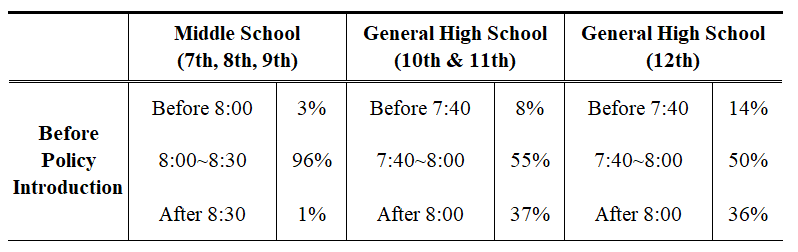 Middle School General High School General High School
(7th, 8th, 9th) (10th & 11th) (12th)
Before 8:00 3% Before 7:40 8% Before 7:40 14%
Before
Policy
Introduction
8:00~8:30 96% 7:40~8:00 55% 7:40~8:00 50%
After 8:30 1% After 8:00 37% After 8:00 36%